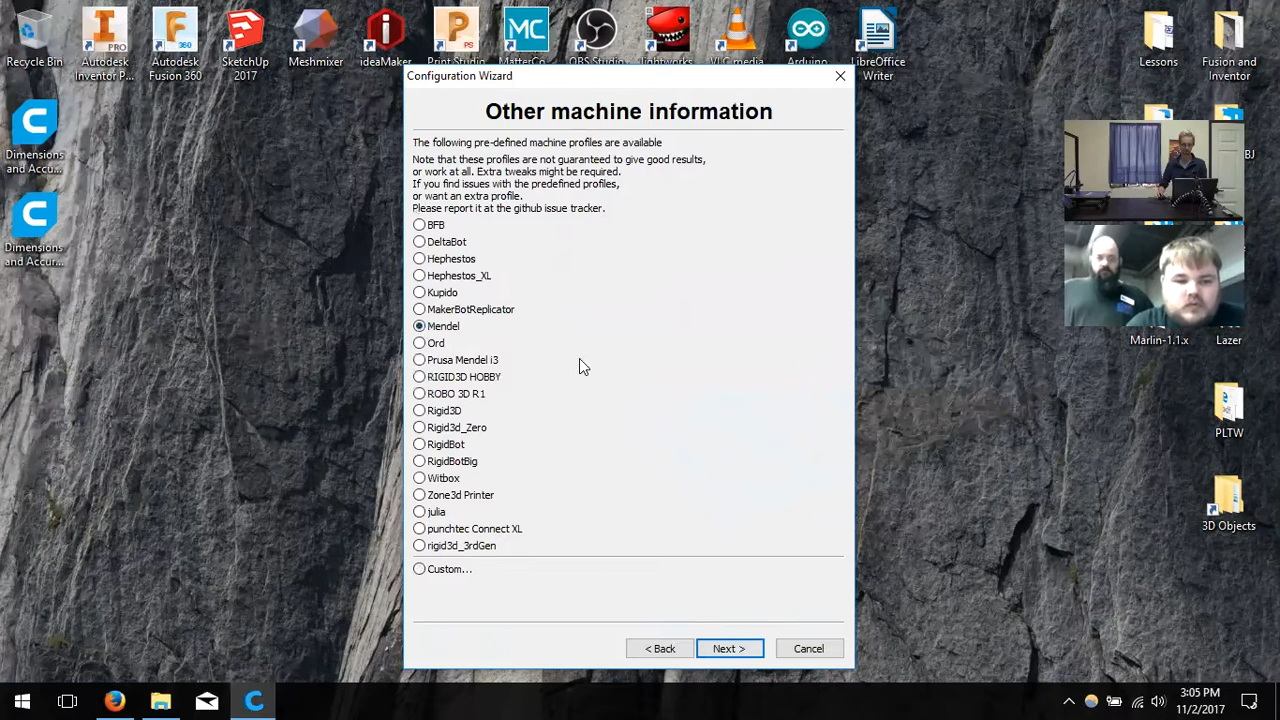 Recycle Bin
Autodesk
Inventor P...
PRO
Autodesk
Fusion 360
360
SketchUp
2017
Meshmixer
ideaMaker
Print Studio
PS
MC
MatterCo...
OBS Studio
lightworks
VLC media
Arduino
LibreOffice
Writer
Lessons
Fusion and
Inventor
Dimensions
and Accu...
Dimensions
and Accur...
BJ
Marlin-1.1.x
Lazer
PLTW
3D Objects
Configuration Wizard
Other machine information
The following pre-defined machine profiles are available
Note that these profiles are not guaranteed to give good results,
or work at all. Extra tweaks might be required.
If you find issues with the predefined profiles,
or want an extra profile.
Please report it at the github issue tracker.
BFB
DeltaBot
Hephestos
Hephestos_XL
Kupido
MakerBotReplicator
Mendel
Ord
Prusa Mendel i3
RIGID3D HOBBY
ROBO 3D R1
Rigid3D
Rigid3d_Zero
RigidBot
RigidBotBig
Witbox
Zone3d Printer
julia
punchtec Connect XL
rigid3d_3rdGen
Custom...
< Back
Next >
Cancel
3:05 PM
11/2/2017